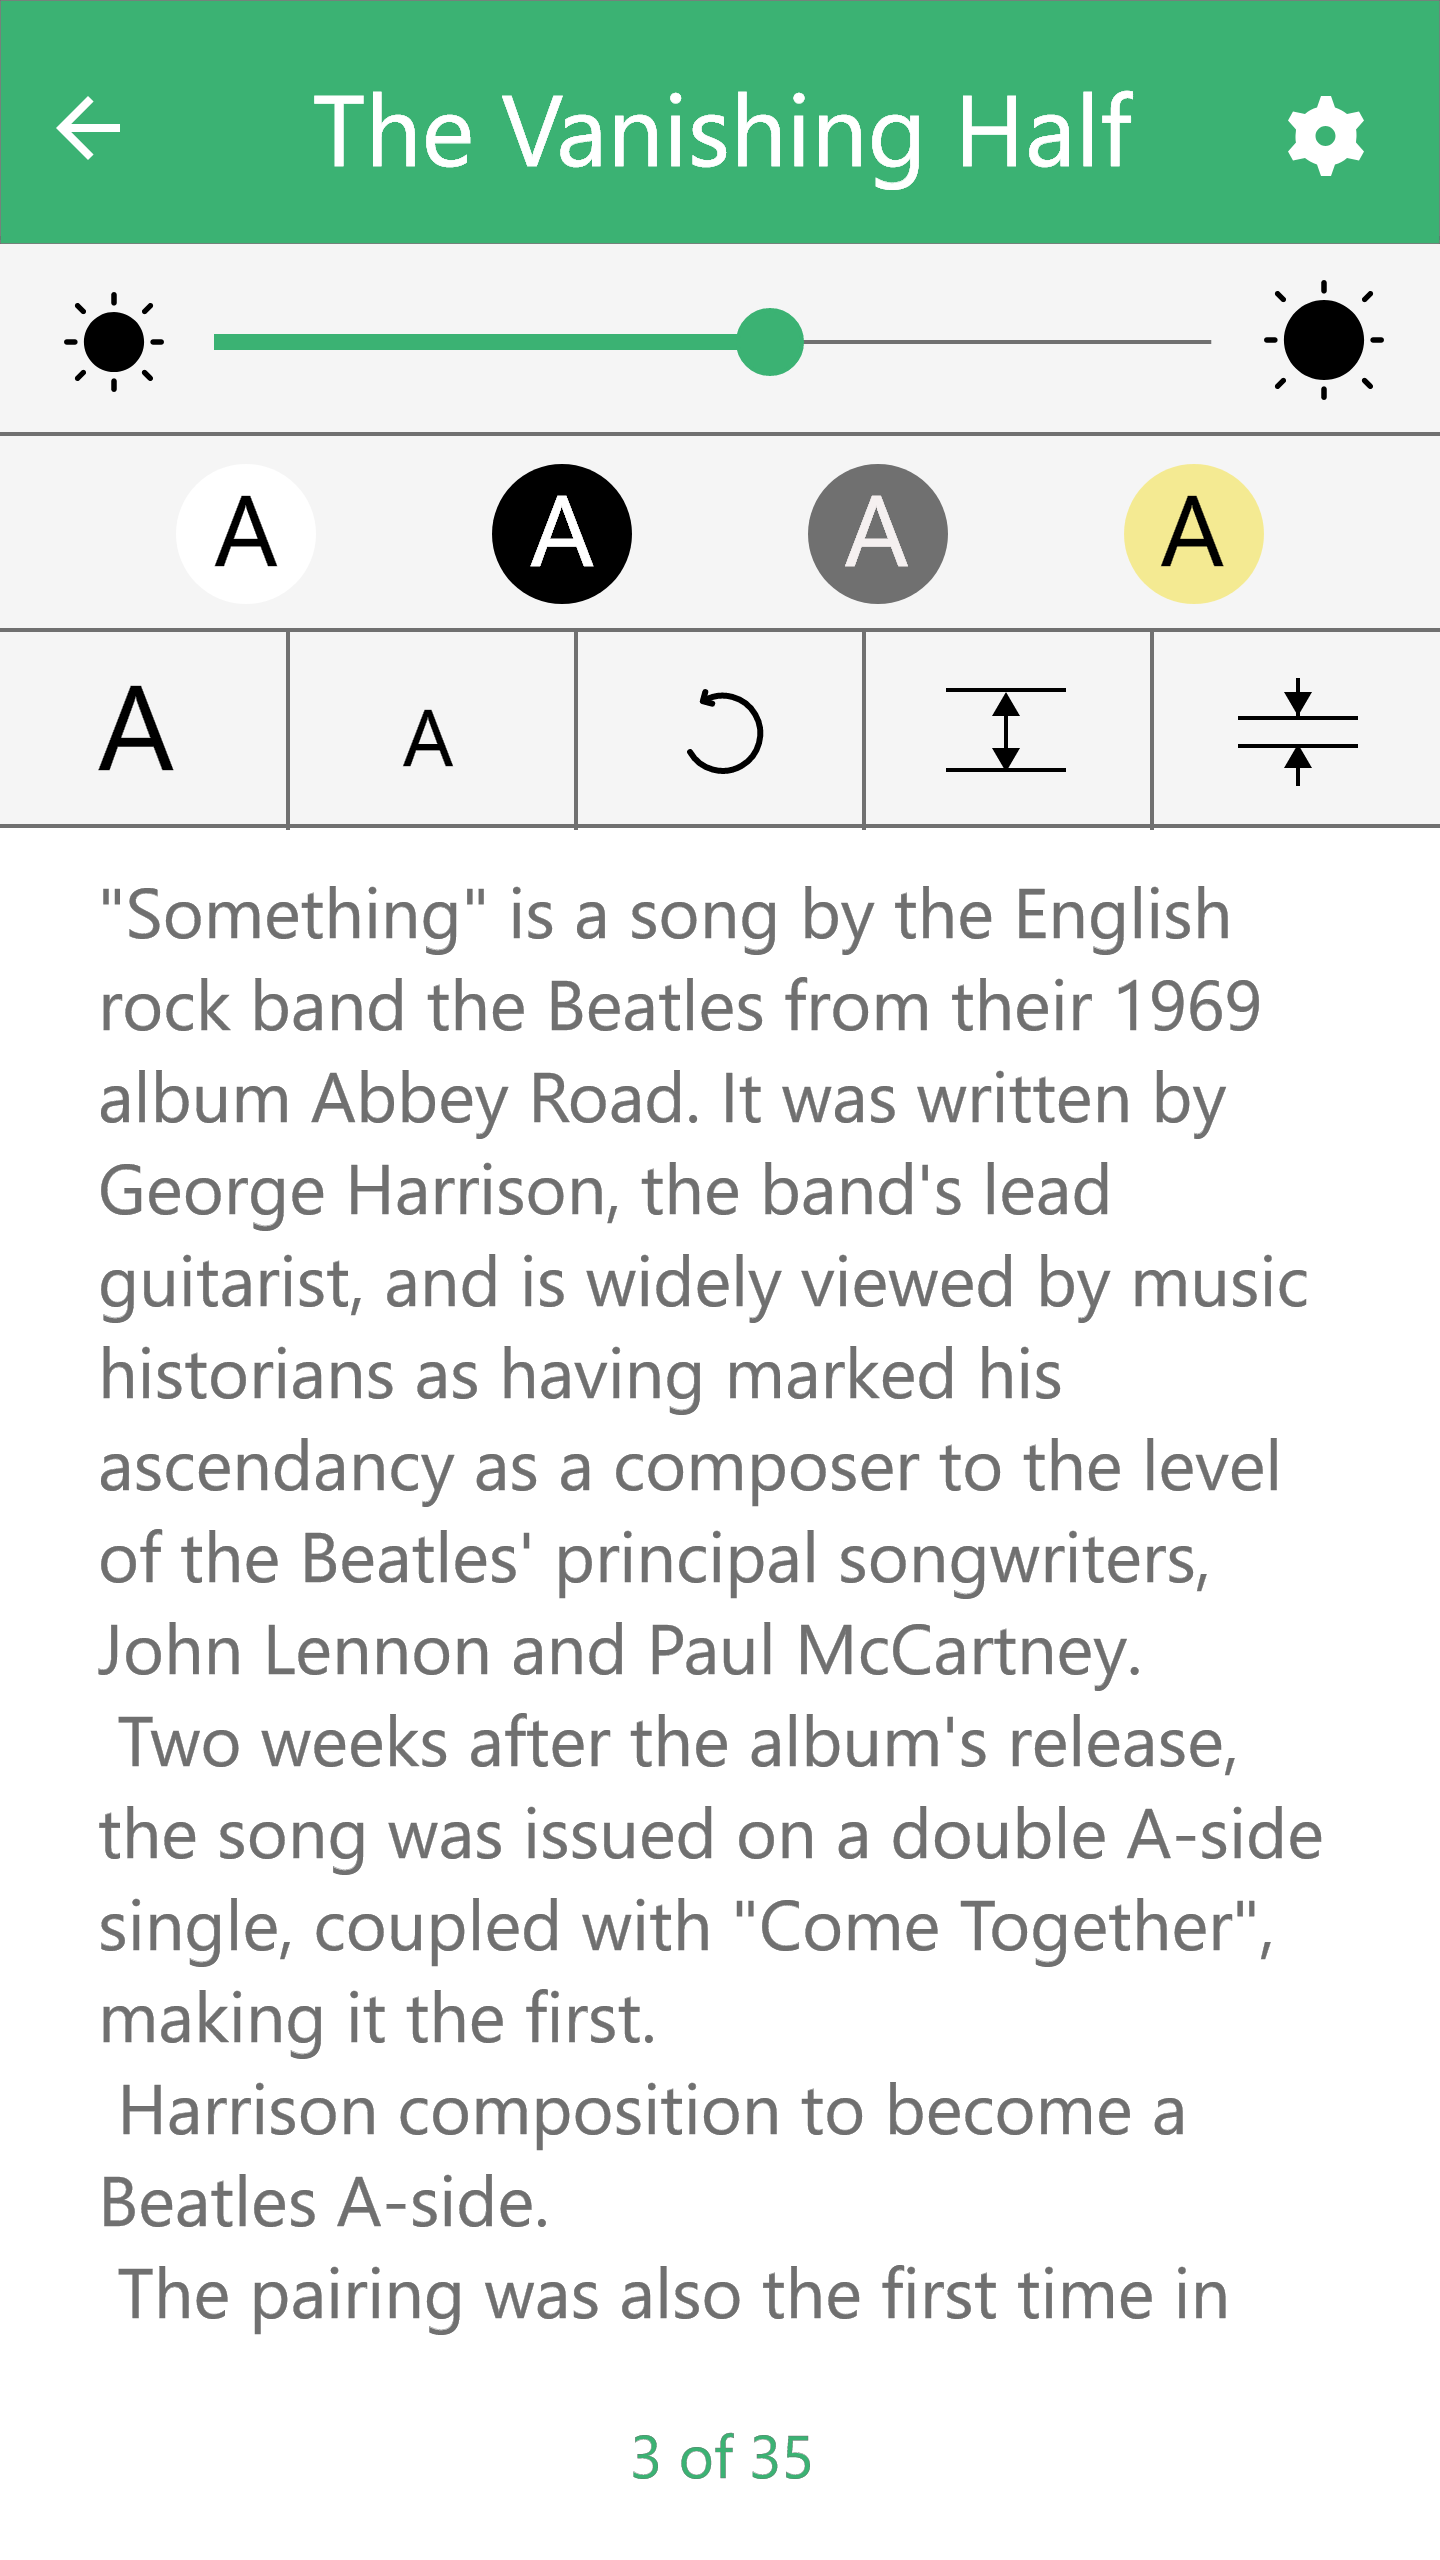 The Vanishing Half
A A A A
A A
"Something" is a song by the English
rock band the Beatles from their 1969
album Abbey Road. It was written by
George Harrison, the band's lead
guitarist, and is widely viewed by music
historians as having marked his
ascendancy as a composer to the level
of the Beatles' principal songwriters,
John Lennon and Paul McCartney.
Two weeks after the album's release,
the song was issued on a double A-side
single, coupled with "Come Together",
making it the first.
Harrison composition to become a
Beatles A-side.
The pairing was also the first time in
3 of 35